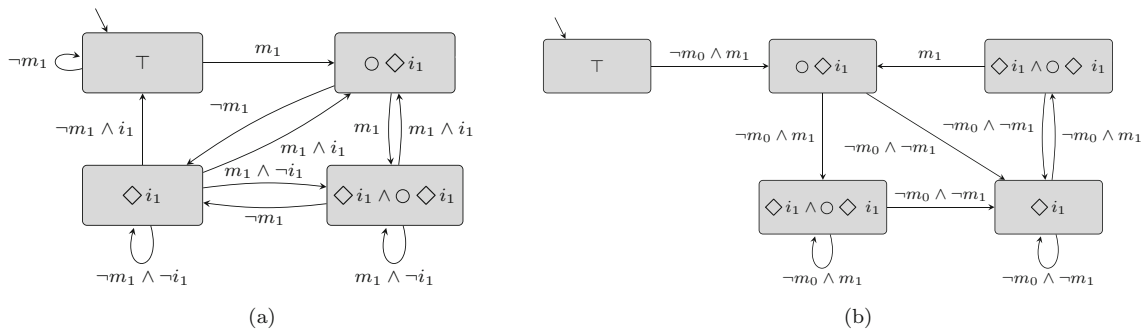 ¬m₁
⊤
m₁
○ ◇ i₁
¬m₁
m₁
m₁ ∧ i₁
¬m₁ ∧ i₁
m₁ ∧ i₁
m₁ ∧ ¬i₁
◇ i₁
◇ i₁ ∧ ○ ◇ i₁
¬m₁
¬m₁ ∧ ¬i₁
m₁ ∧ ¬i₁
(a)
⊤
¬m₀ ∧ m₁
○ ◇ i₁
m₁
◇ i₁ ∧ ○ ◇ i₁
¬m₀ ∧ m₁
¬m₀ ∧ ¬m₁
¬m₀ ∧ ¬m₁
¬m₀ ∧ m₁
◇ i₁ ∧ ○ ◇ i₁
¬m₀ ∧ ¬m₁
◇ i₁
¬m₀ ∧ m₁
¬m₀ ∧ ¬m₁
(b)